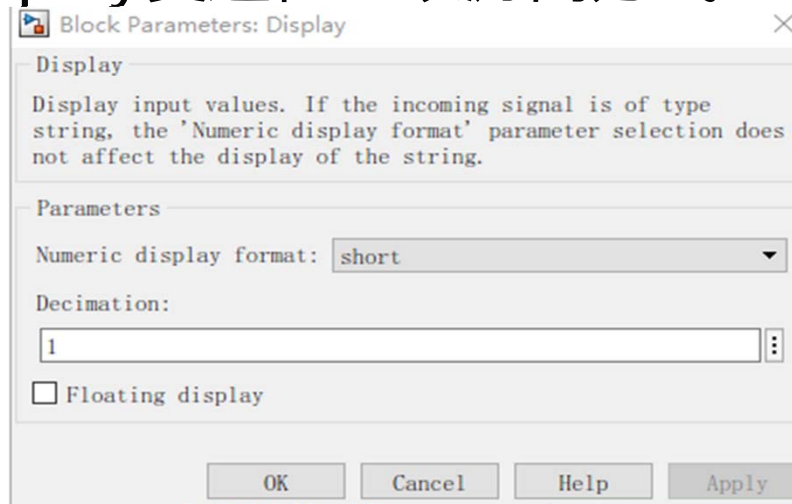 Block Parameters: Display
Display
Display input values. If the incoming signal is of type
string, the 'Numeric display format' parameter selection does
not affect the display of the string.
Parameters
Numeric display format: short
Decimation:
1
Floating display
OK Cancel Help Apply